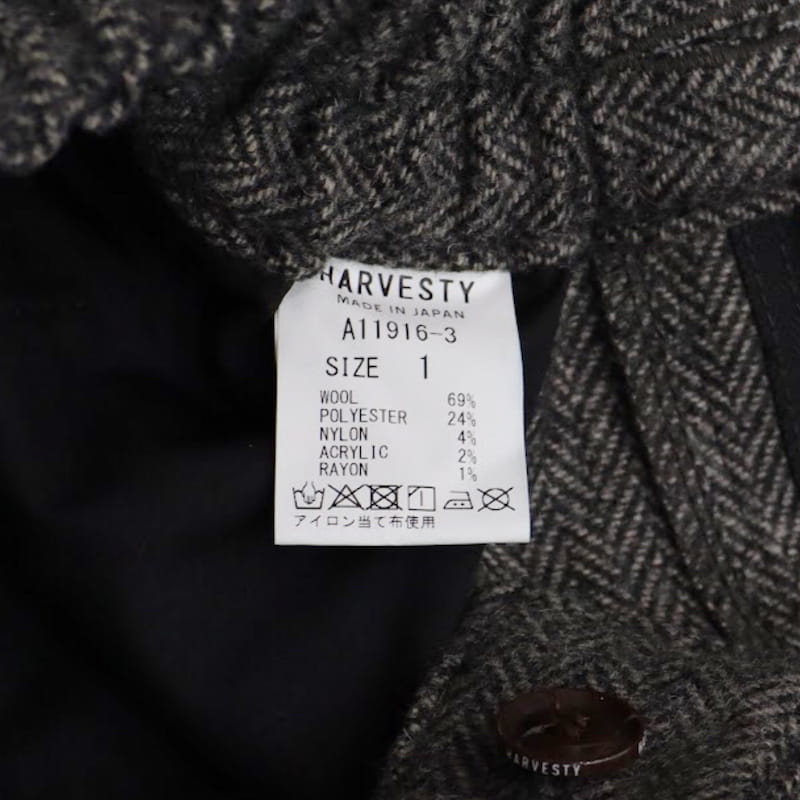 HARVESTY
MADE IN JAPAN
A11916-3
SIZE 1
WOOL 69%
POLYESTER 24%
NYLON 4%
ACRYLIC 2%
RAYON 1%
アイロン当て布使用
HARVESTY